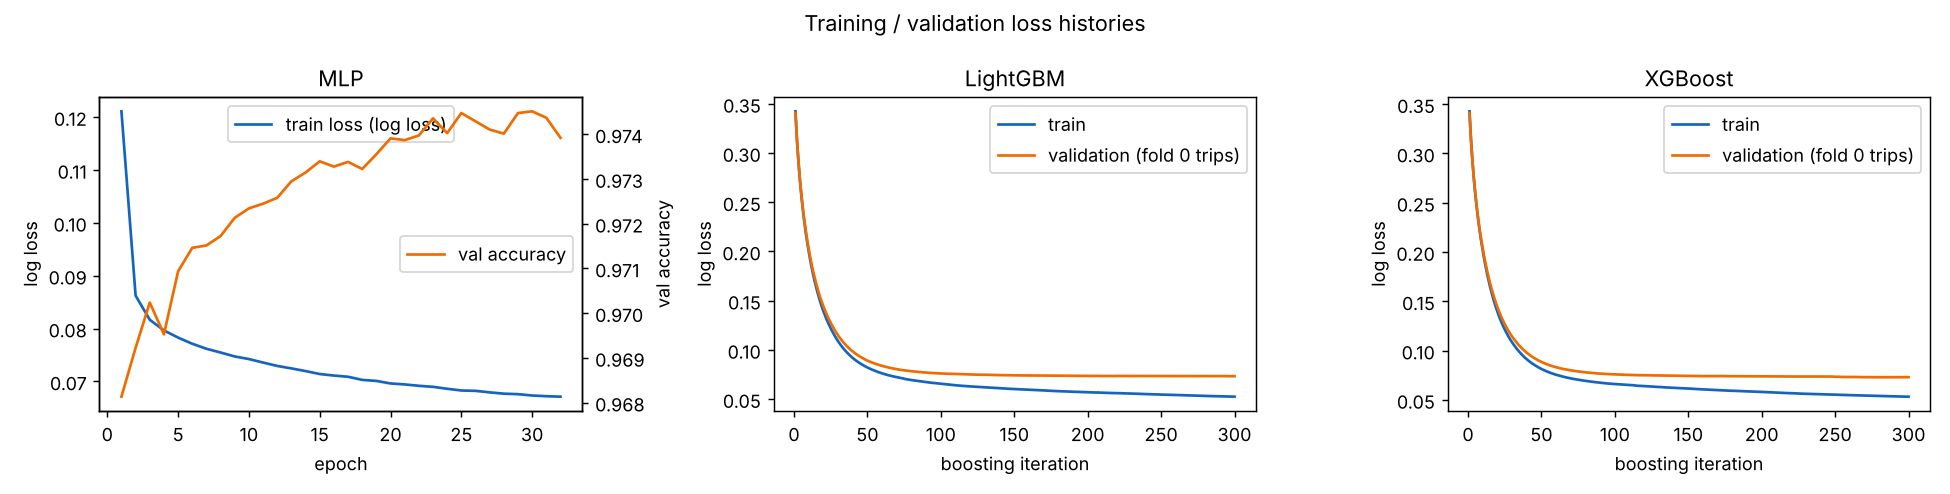 Training / validation loss histories
MLP
train loss (log loss)
val accuracy
0.12
0.11
0.10
0.09
0.08
0.07
log loss
0.974
0.973
0.972
0.971
0.970
0.969
0.968
val accuracy
0 5 10 15 20 25 30
epoch
LightGBM
train
validation (fold 0 trips)
0.35
0.30
0.25
0.20
0.15
0.10
0.05
log loss
0 50 100 150 200 250 300
boosting iteration
XGBoost
train
validation (fold 0 trips)
0.35
0.30
0.25
0.20
0.15
0.10
0.05
log loss
0 50 100 150 200 250 300
boosting iteration